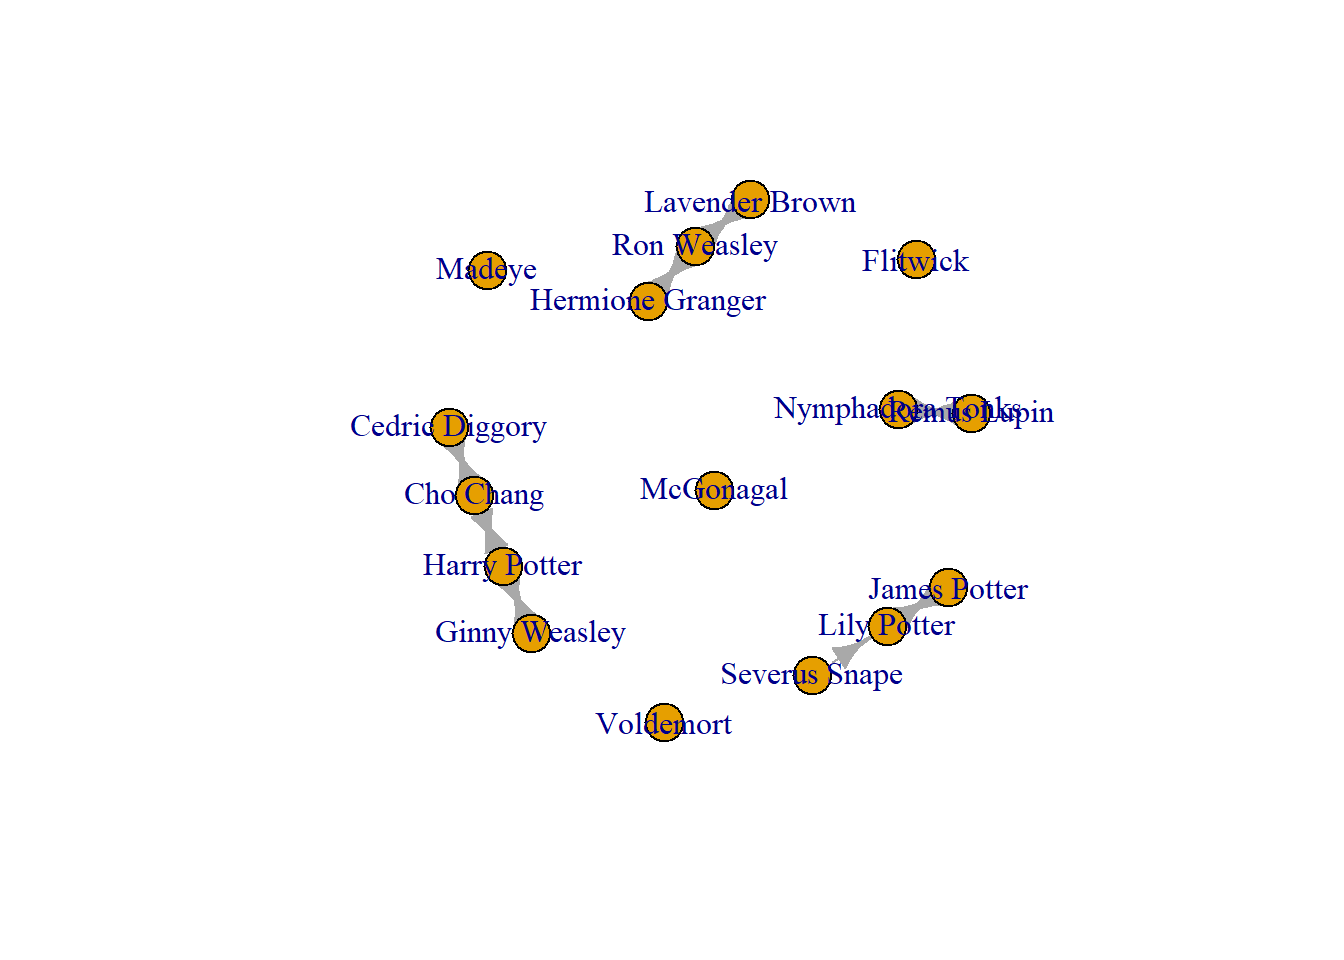 Lavender Brown
Ron Weasley
Flitwick
Madeye
Hermione Granger
Nymphadora Tonks
Remus Lupin
Cedric Diggory
McGonagal
Cho Chang
Harry Potter
James Potter
Lily Potter
Ginny Weasley
Severus Snape
Voldemort